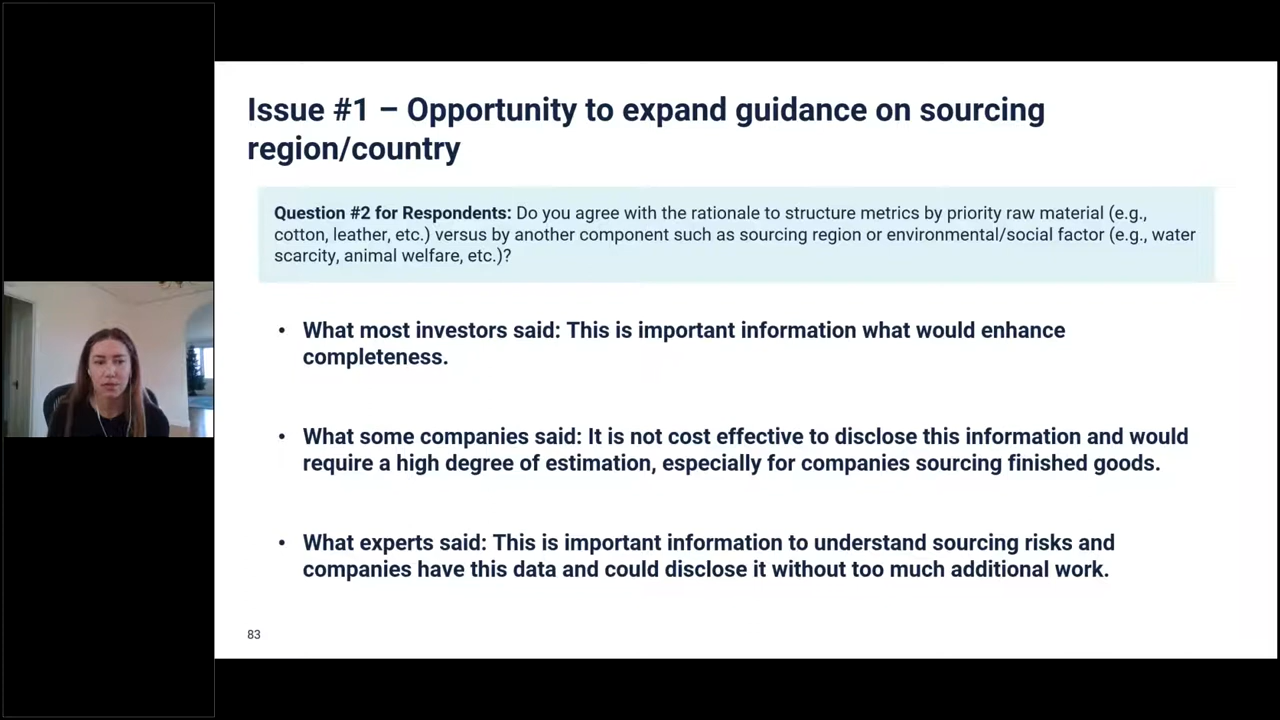 Issue #1 – Opportunity to expand guidance on sourcing
region/country
Question #2 for Respondents: Do you agree with the rationale to structure metrics by priority raw material (e.g.,
cotton, leather, etc.) versus by another component such as sourcing region or environmental/social factor (e.g., water
scarcity, animal welfare, etc.)?
• What most investors said: This is important information what would enhance
completeness.
• What some companies said: It is not cost effective to disclose this information and would
require a high degree of estimation, especially for companies sourcing finished goods.
• What experts said: This is important information to understand sourcing risks and
companies have this data and could disclose it without too much additional work.
83